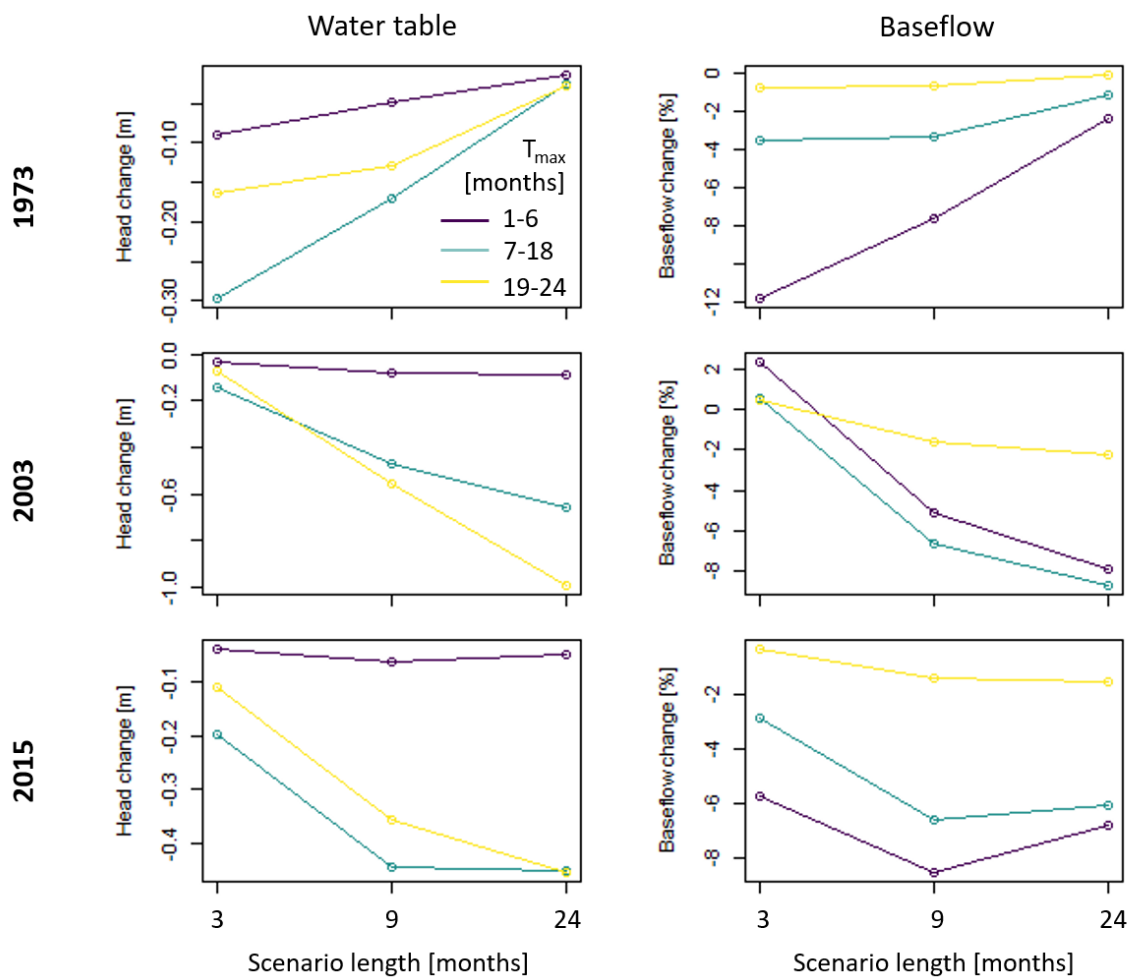 Water table
Baseflow
1973
Head change [m]
-0.10
-0.20
-0.30
Tmax
[months]
1-6
7-18
19-24
Baseflow change [%]
0
-2
-4
-6
-8
-12
2003
Head change [m]
0.0
-0.2
-0.6
-1.0
Baseflow change [%]
2
0
-2
-4
-6
-8
2015
Head change [m]
-0.1
-0.2
-0.3
-0.4
Baseflow change [%]
-2
-4
-6
-8
3 9 24
3 9 24
Scenario length [months]
Scenario length [months]